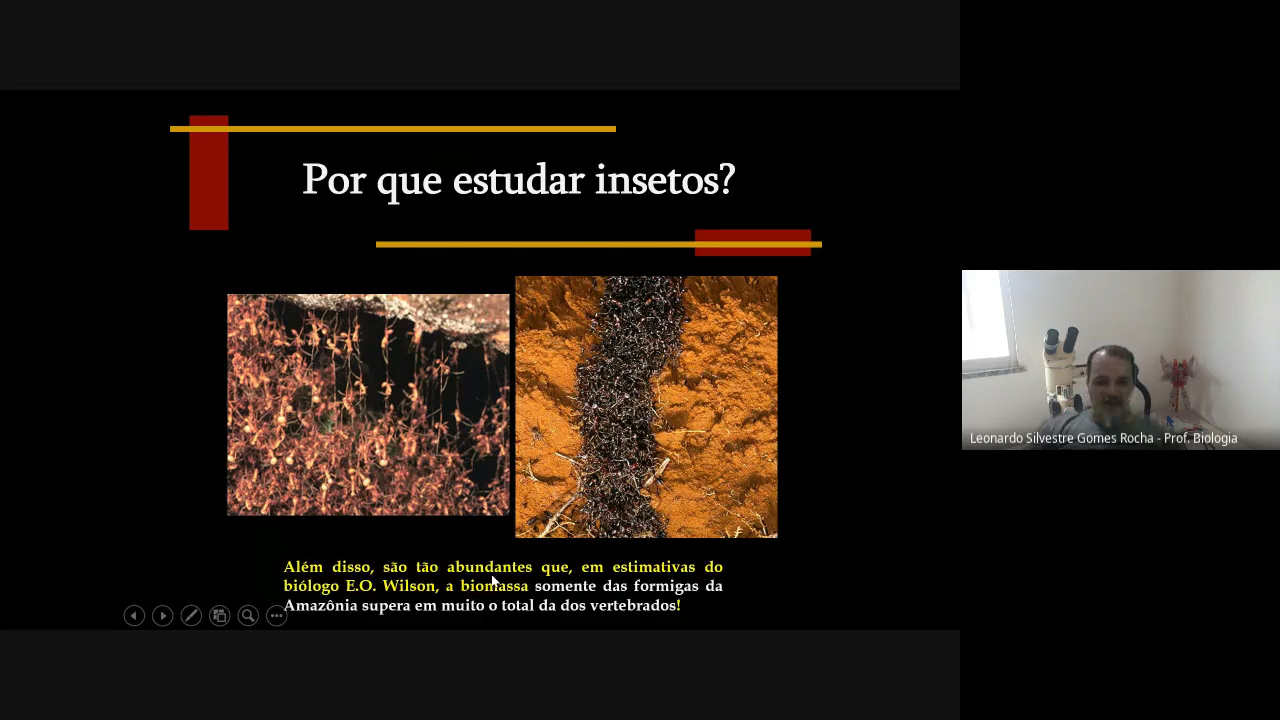 Por que estudar insetos?
Além disso, são tão abundantes que, em estimativas do
biólogo E.O. Wilson, a biomassa somente das formigas da
Amazônia supera em muito o total da dos vertebrados!
Leonardo Silvestre Gomes Rocha - Prof. Biologia